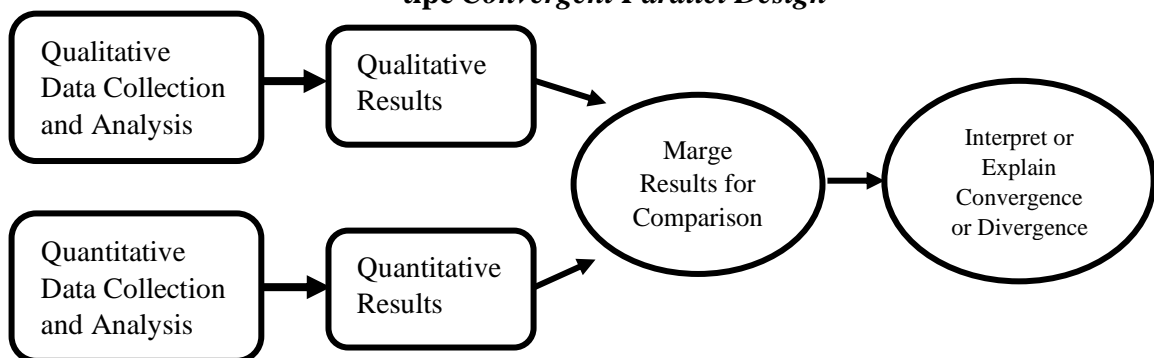 tipe Convergent Parallel Design
Qualitative
Data Collection
and Analysis
Qualitative
Results
Quantitative
Data Collection
and Analysis
Quantitative
Results
Marge
Results for
Comparison
Interpret or
Explain
Convergence
or Divergence